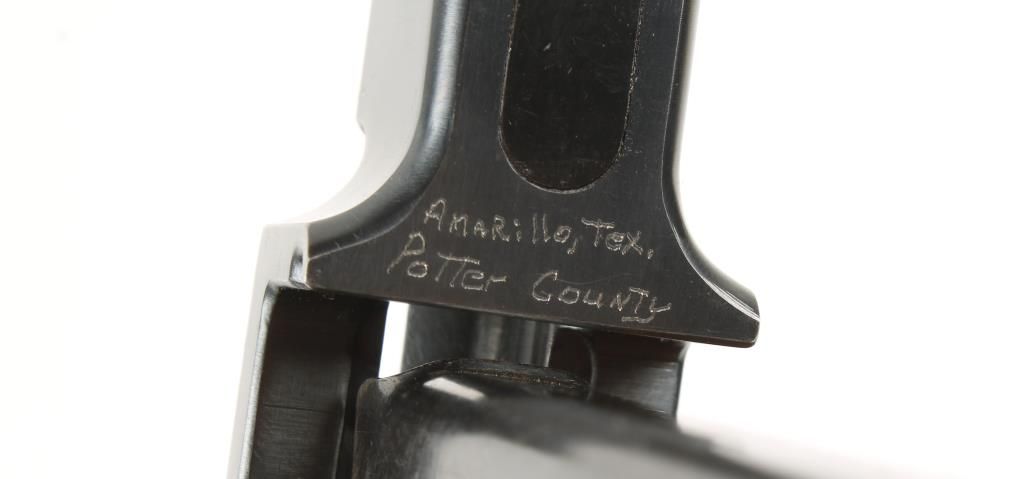 Amarillo, Tex.
Potter County